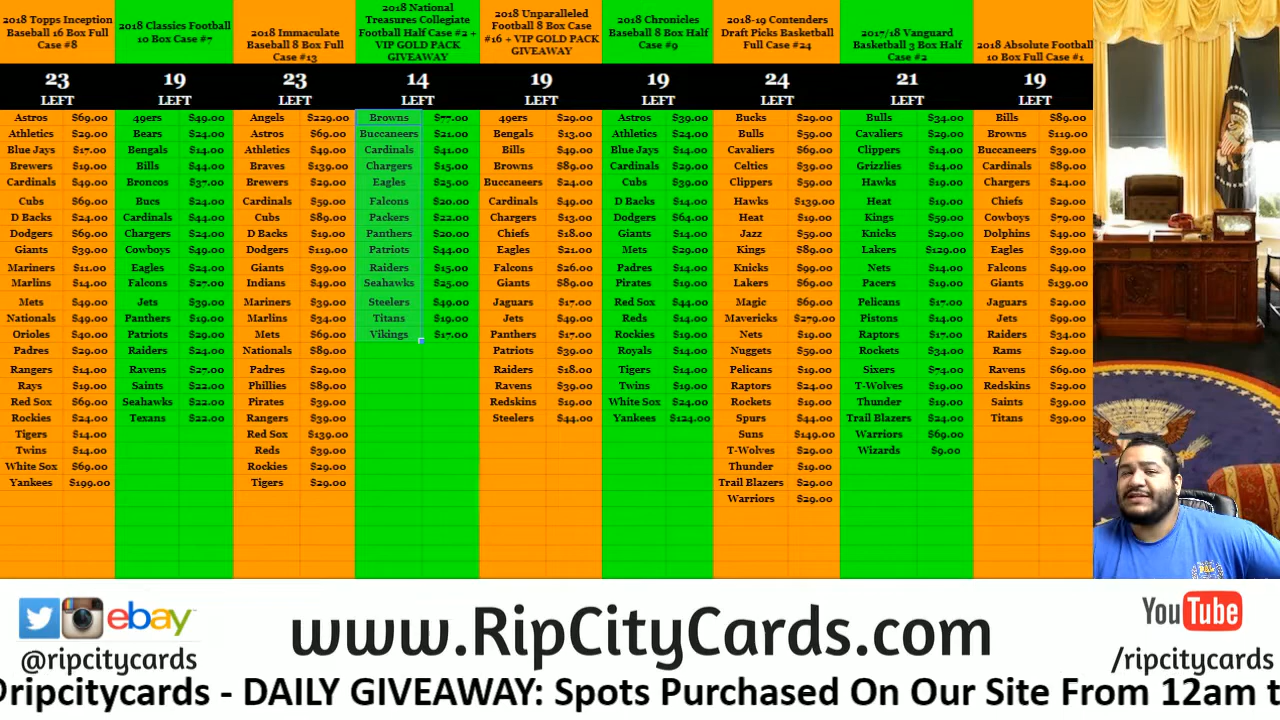 2018 Topps Inception
Baseball 16 Box Full
Case #8
23
LEFT
Astros $69.00
Athletics $29.00
Blue Jays $17.00
Brewers $19.00
Cardinals $49.00
Cubs $69.00
D Backs $24.00
Dodgers $69.00
Giants $39.00
Mariners $11.00
Marlins $14.00
Mets $49.00
Nationals $49.00
Orioles $40.00
Padres $29.00
Rangers $14.00
Rays $19.00
Red Sox $69.00
Rockies $24.00
Tigers $14.00
Twins $14.00
White Sox $69.00
Yankees $199.00
2018 Classics Football
10 Box Case #7
19
LEFT
49ers $49.00
Bears $24.00
Bengals $14.00
Bills $44.00
Broncos $37.00
Bucs $24.00
Cardinals $44.00
Chargers $24.00
Cowboys $49.00
Eagles $24.00
Falcons $27.00
Jets $39.00
Panthers $19.00
Patriots $29.00
Raiders $24.00
Ravens $27.00
Saints $22.00
Seahawks $22.00
Texans $22.00
2018 Immaculate
Baseball 8 Box Full
Case #13
23
LEFT
Angels $229.00
Astros $69.00
Athletics $49.00
Braves $139.00
Brewers $29.00
Cardinals $59.00
Cubs $89.00
D Backs $19.00
Dodgers $119.00
Giants $39.00
Indians $49.00
Mariners $39.00
Marlins $34.00
Mets $69.00
Nationals $89.00
Padres $29.00
Phillies $89.00
Pirates $39.00
Rangers $39.00
Red Sox $139.00
Reds $39.00
Rockies $29.00
Tigers $29.00
2018 National
Treasures Collegiate
Football Half Case #2 +
VIP GOLD PACK
GIVEAWAY
14
LEFT
Browns $77.00
Buccaneers $21.00
Cardinals $41.00
Chargers $15.00
Eagles $25.00
Falcons $20.00
Packers $22.00
Panthers $20.00
Patriots $44.00
Raiders $15.00
Seahawks $25.00
Steelers $49.00
Titans $19.00
Vikings $17.00
2018 Unparalleled
Football 8 Box Case
#16 + VIP GOLD PACK
GIVEAWAY
19
LEFT
49ers $29.00
Bengals $13.00
Bills $49.00
Browns $89.00
Buccaneers $24.00
Cardinals $49.00
Chargers $13.00
Chiefs $18.00
Eagles $21.00
Falcons $26.00
Giants $89.00
Jaguars $17.00
Jets $49.00
Panthers $17.00
Patriots $39.00
Raiders $18.00
Ravens $39.00
Redskins $19.00
Steelers $44.00
2018 Chronicles
Baseball 8 Box Half
Case #9
19
LEFT
Astros $39.00
Athletics $24.00
Blue Jays $14.00
Cardinals $29.00
Cubs $39.00
D Backs $14.00
Dodgers $64.00
Giants $14.00
Mets $29.00
Padres $14.00
Pirates $19.00
Red Sox $44.00
Reds $14.00
Rockies $19.00
Royals $14.00
Tigers $14.00
Twins $19.00
White Sox $24.00
Yankees $124.00
2018-19 Contenders
Draft Picks Basketball
Full Case #24
24
LEFT
Bucks $29.00
Bulls $59.00
Cavaliers $69.00
Celtics $39.00
Clippers $59.00
Hawks $139.00
Heat $19.00
Jazz $59.00
Kings $89.00
Knicks $99.00
Lakers $69.00
Magic $69.00
Mavericks $279.00
Nets $19.00
Nuggets $59.00
Pelicans $19.00
Raptors $24.00
Rockets $19.00
Spurs $44.00
Suns $149.00
T-Wolves $29.00
Thunder $19.00
Trail Blazers $29.00
Warriors $29.00
2017/18 Vanguard
Basketball 3 Box Half
Case #2
21
LEFT
Bulls $34.00
Cavaliers $29.00
Clippers $14.00
Grizzlies $14.00
Hawks $19.00
Heat $19.00
Kings $59.00
Knicks $29.00
Lakers $129.00
Nets $14.00
Pacers $19.00
Pelicans $17.00
Pistons $14.00
Raptors $17.00
Rockets $34.00
Sixers $74.00
T-Wolves $19.00
Thunder $19.00
Trail Blazers $24.00
Warriors $69.00
Wizards $9.00
2018 Absolute Football
10 Box Full Case #1
19
LEFT
Bills $89.00
Browns $119.00
Buccaneers $39.00
Cardinals $89.00
Chargers $24.00
Chiefs $29.00
Cowboys $79.00
Dolphins $49.00
Eagles $39.00
Falcons $49.00
Giants $139.00
Jaguars $29.00
Jets $99.00
Raiders $34.00
Rams $29.00
Ravens $69.00
Redskins $29.00
Saints $39.00
Titans $39.00
ebay
@ripcitycards
www.RipCityCards.com
YouTube
/ripcitycards
ripcitycards - DAILY GIVEAWAY: Spots Purchased On Our Site From 12am t